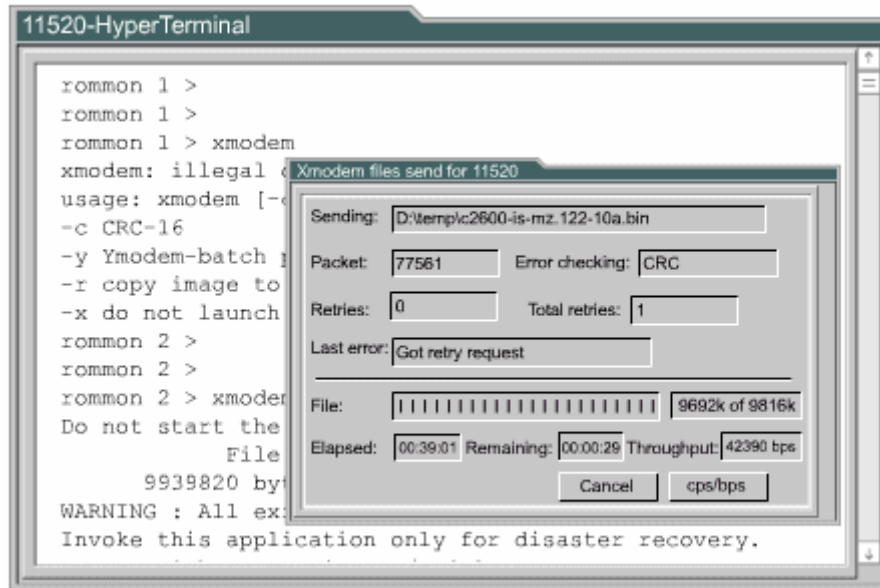 11520-HyperTerminal
rommon 1 >
rommon 1 >
rommon 1 > xmodem
xmodem: illegal
usage: xmodem [-
-c CRC-16
-y Ymodem-batch
-r copy image to
-x do not launch
rommon 2 >
rommon 2 >
rommon 2 > xmodem
Do not start the
File
9939820 byt
WARNING : All ex
Invoke this application only for disaster recovery.
Xmodem files send for 11520
Sending: D:\temp\c2600-is-mz.122-10a.bin
Packet: 77561 Error checking: CRC
Retries: 0 Total retries: 1
Last error: Got retry request
File: 9692k of 9816k
Elapsed: 00:39:01 Remaining: 00:00:29 Throughput: 42390 bps
Cancel cps/bps